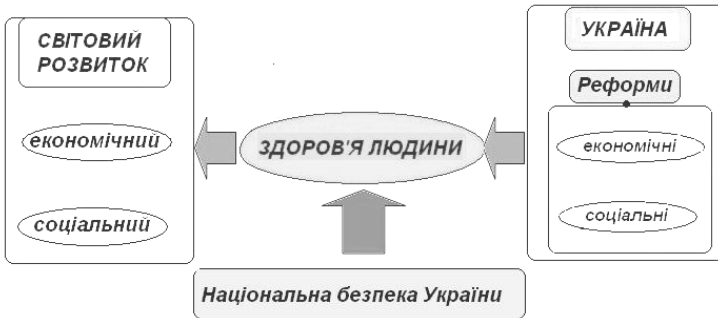 СВІТОВИЙ
РОЗВИТОК
економічний
соціальний
ЗДОРОВ'Я ЛЮДИНИ
УКРАЇНА
Реформи
економічні
соціальні
Національна безпека України